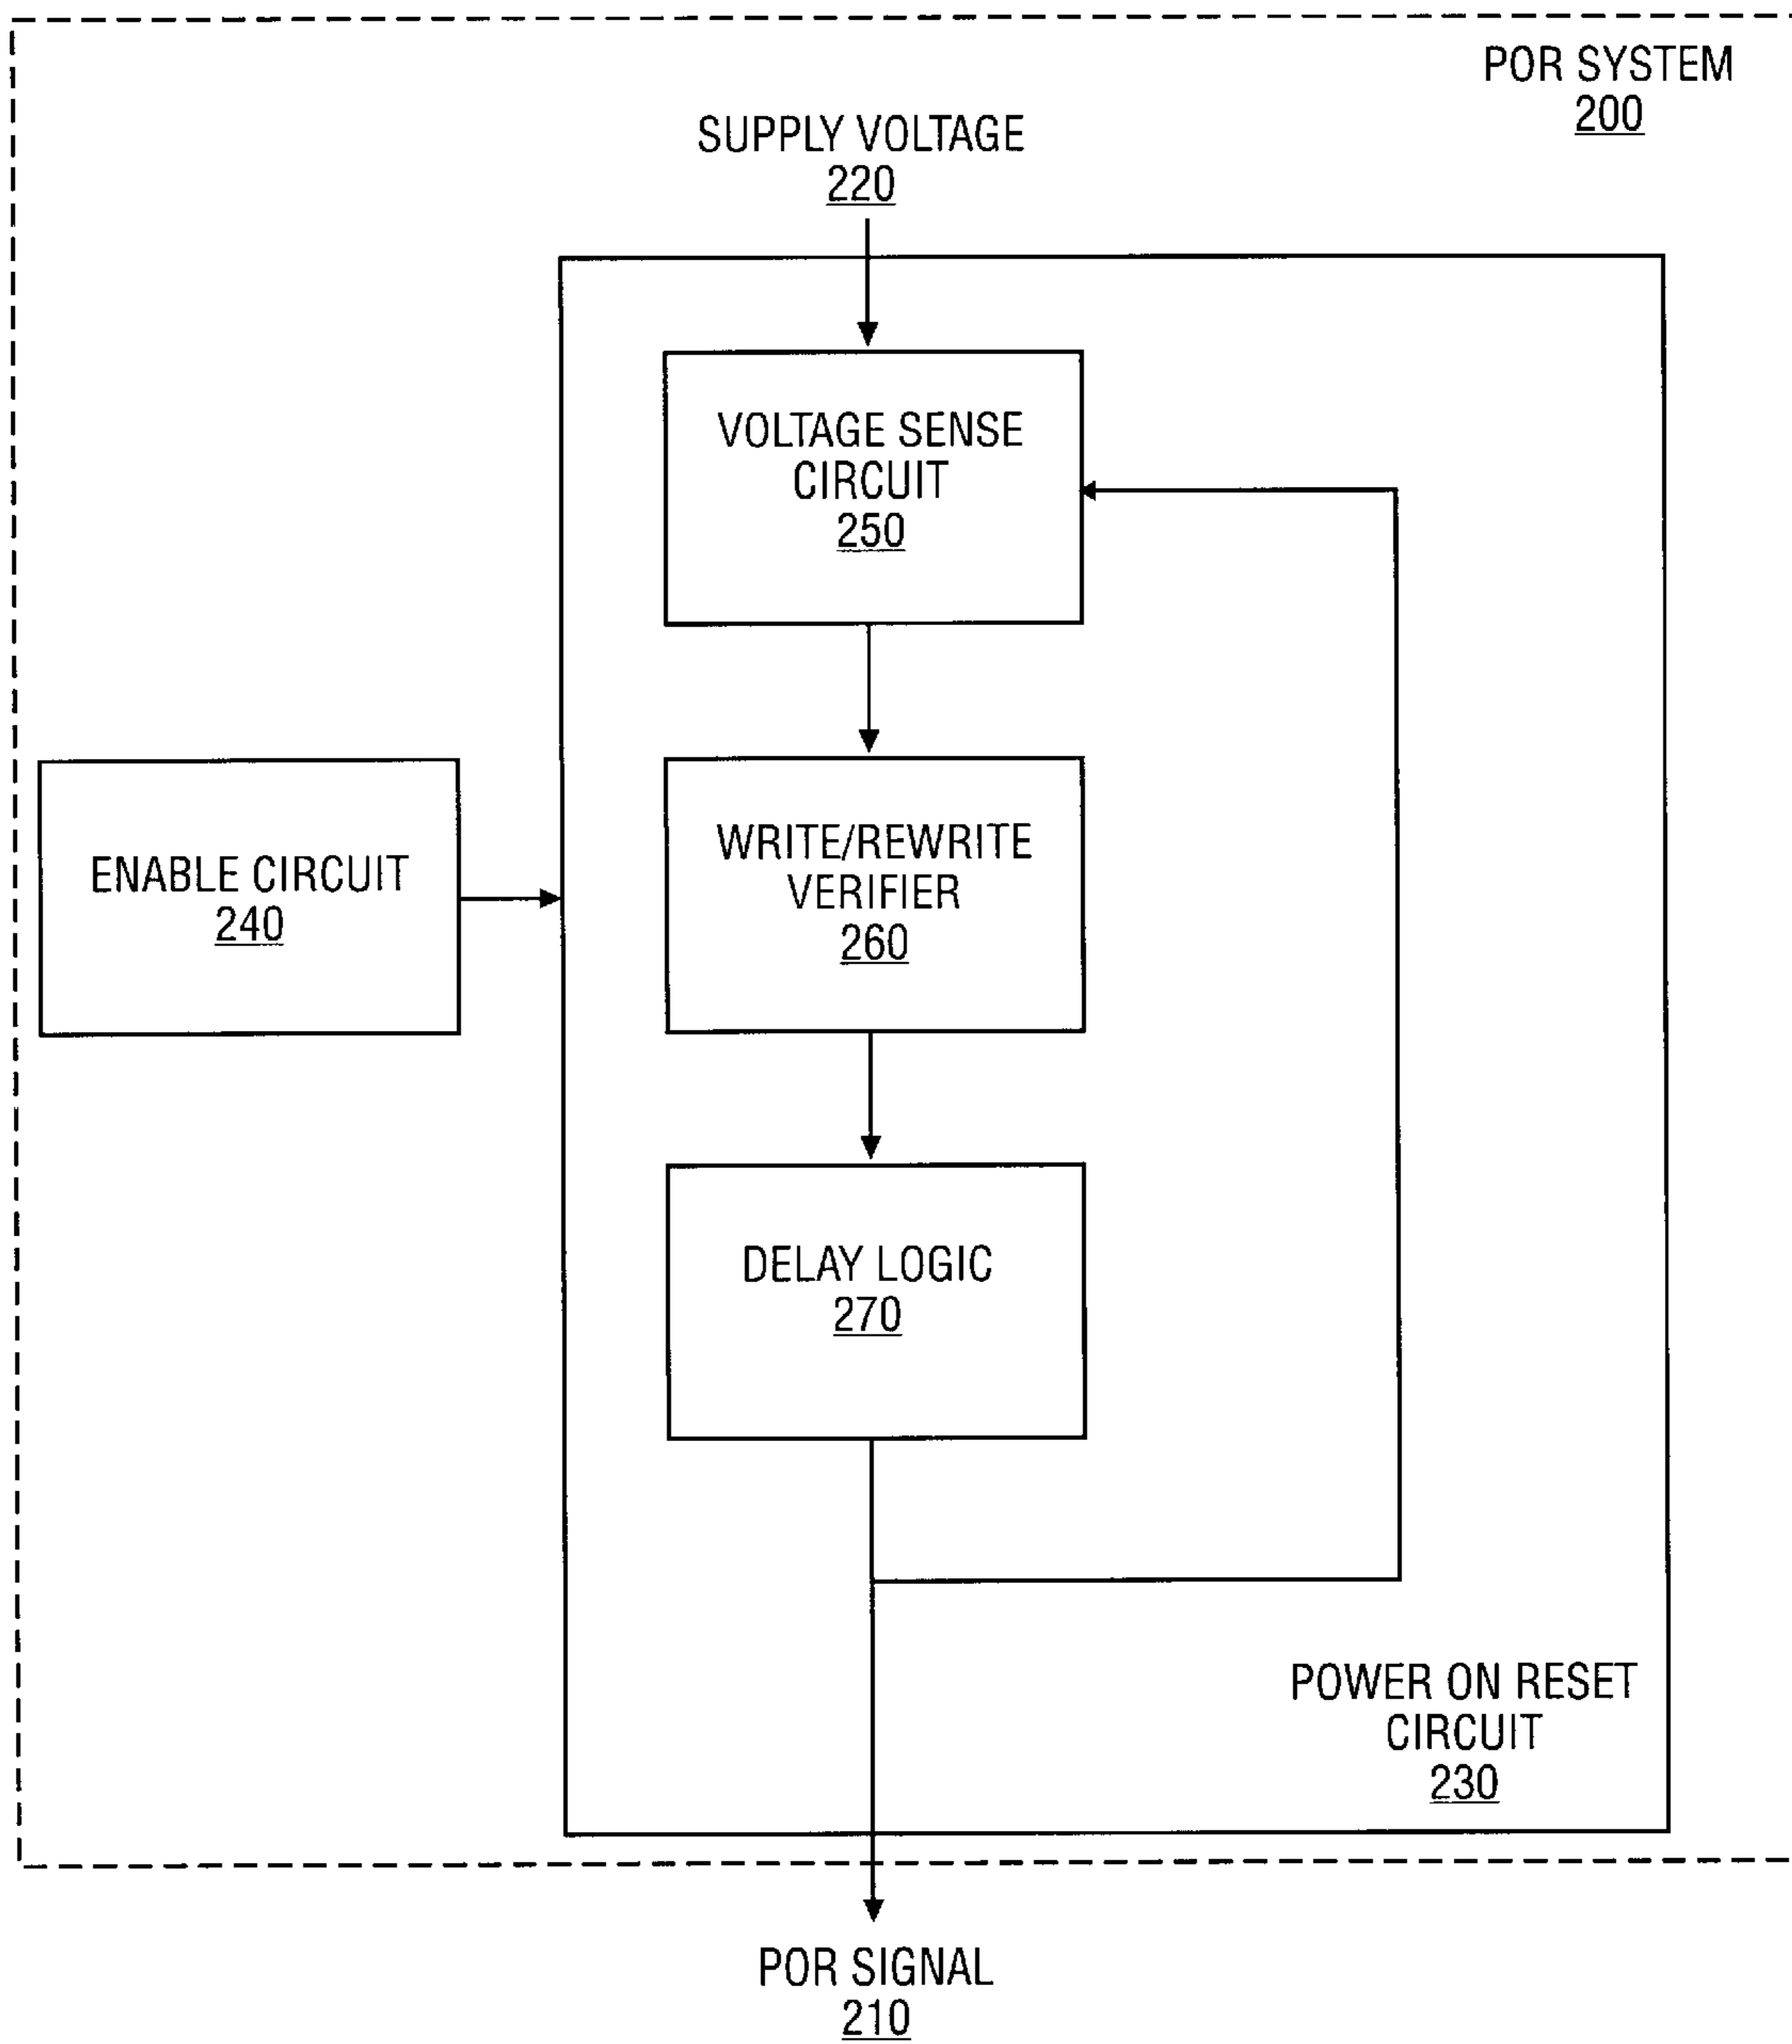 POR SYSTEM
200
SUPPLY VOLTAGE
220
VOLTAGE SENSE
CIRCUIT
250
ENABLE CIRCUIT
240
WRITE/REWRITE
VERIFIER
260
DELAY LOGIC
270
POWER ON RESET
CIRCUIT
230
POR SIGNAL
210